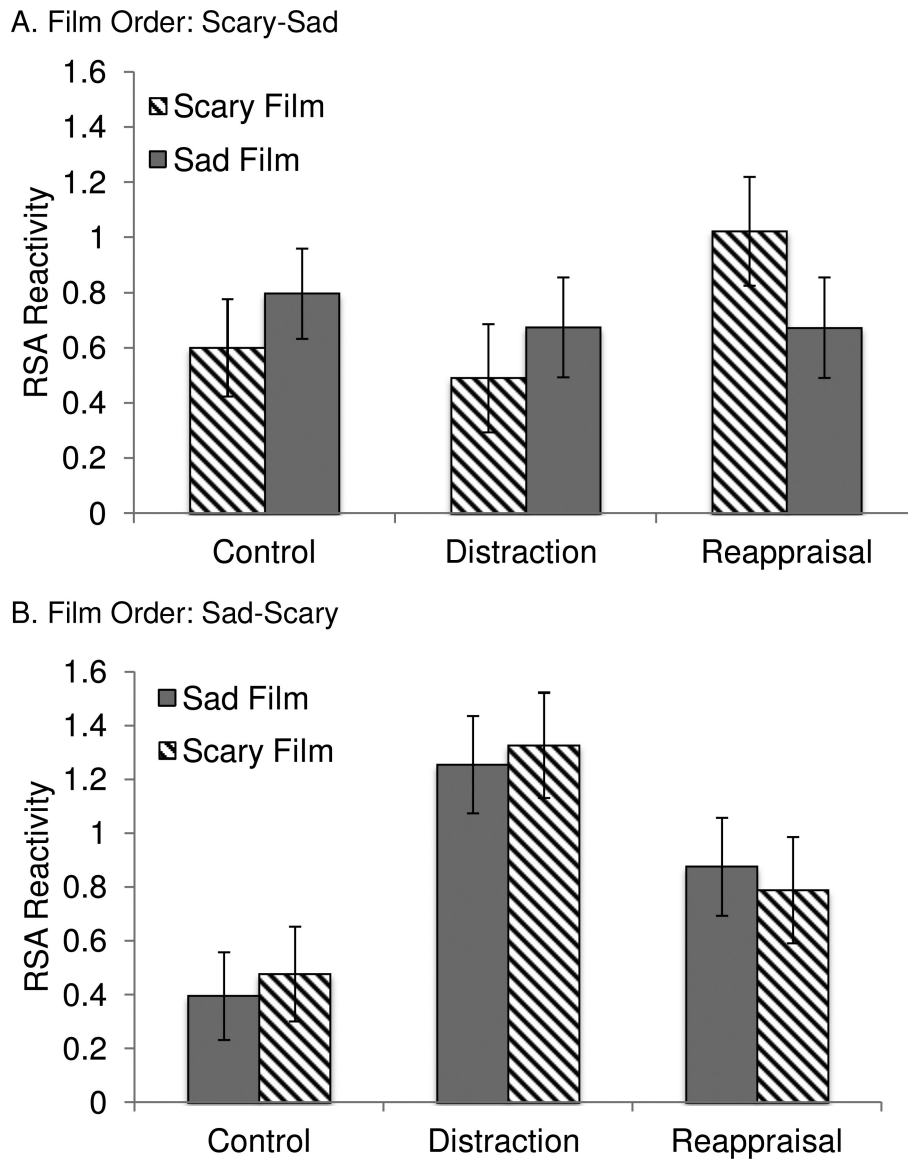 A. Film Order: Scary-Sad
1.6
1.4
1.2
1
0.8
0.6
0.4
0.2
0
RSA Reactivity
Scary Film
Sad Film
Control Distraction Reappraisal
B. Film Order: Sad-Scary
1.6
1.4
1.2
1
0.8
0.6
0.4
0.2
0
RSA Reactivity
Sad Film
Scary Film
Control Distraction Reappraisal